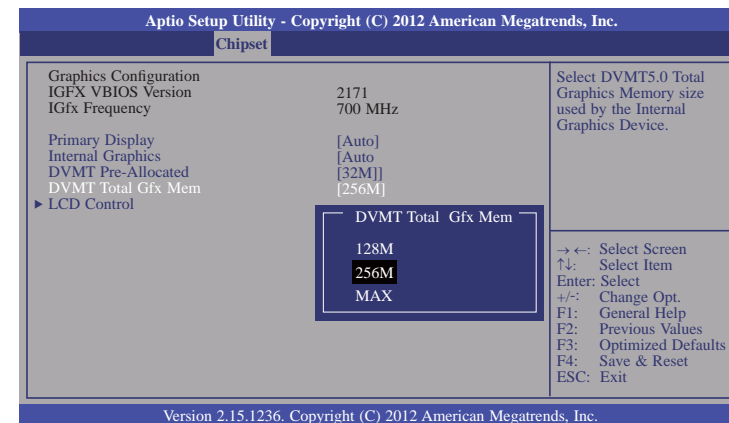 Aptio Setup Utility - Copyright (C) 2012 American Megatrends, Inc.
Chipset
Graphics Configuration
IGFX VBIOS Version 2171
IGfx Frequency 700 MHz
Primary Display [Auto]
Internal Graphics [Auto
DVMT Pre-Allocated [32M]]
DVMT Total Gfx Mem [256M]
▶ LCD Control
DVMT Total Gfx Mem
128M
256M
MAX
Select DVMT5.0 Total
Graphics Memory size
used by the Internal
Graphics Device.
→←: Select Screen
↑↓: Select Item
Enter: Select
+/-: Change Opt.
F1: General Help
F2: Previous Values
F3: Optimized Defaults
F4: Save & Reset
ESC: Exit
Version 2.15.1236. Copyright (C) 2012 American Megatrends, Inc.